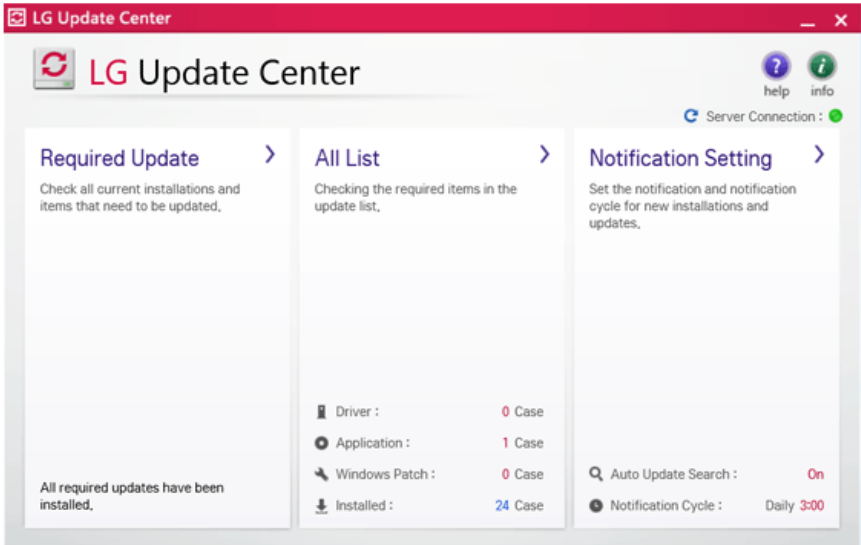 LG Update Center
LG Update Center
help
info
Server Connection :
Required Update
Check all current installations and
items that need to be updated.
All required updates have been
installed.
All List
Checking the required items in the
update list.
Driver : 0 Case
Application : 1 Case
Windows Patch : 0 Case
Installed : 24 Case
Notification Setting
Set the notification and notification
cycle for new installations and
updates.
Auto Update Search : On
Notification Cycle : Daily 3:00